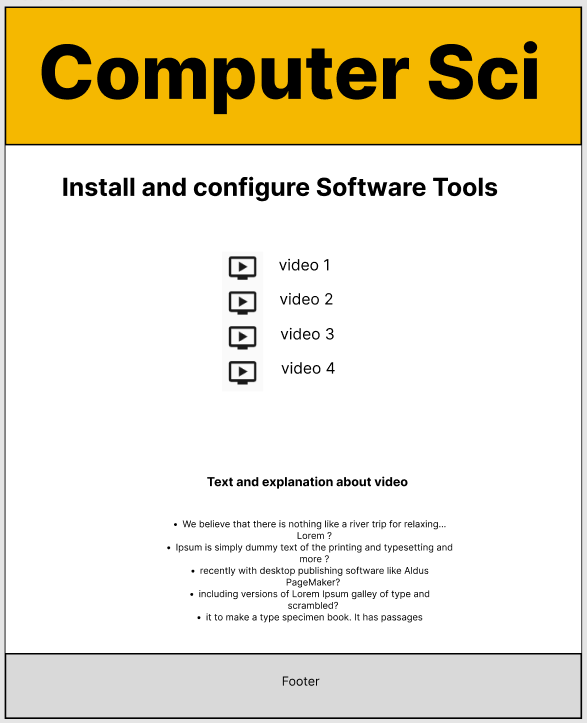 Computer Sci
Install and configure Software Tools
video 1
video 2
video 3
video 4
Text and explanation about video
• We believe that there is nothing like a river trip for relaxing...
Lorem ?
• Ipsum is simply dummy text of the printing and typesetting and
more ?
• recently with desktop publishing software like Aldus
PageMaker?
• including versions of Lorem Ipsum galley of type and
scrambled?
• it to make a type specimen book. It has passages
Footer